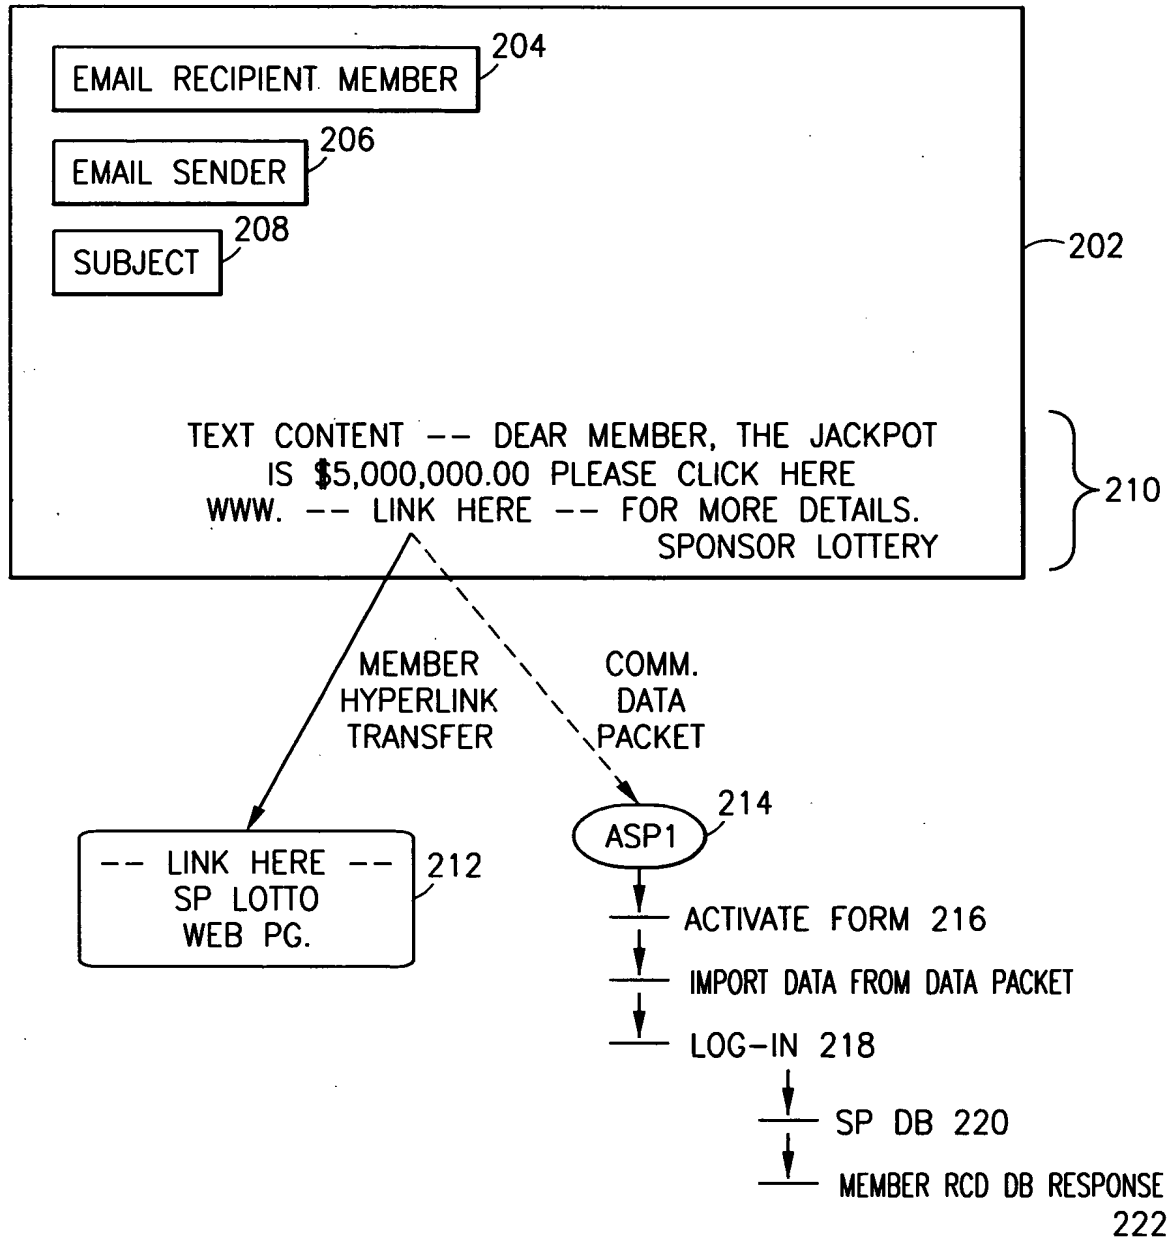 EMAIL RECIPIENT MEMBER
204
EMAIL SENDER
206
SUBJECT
208
202
TEXT CONTENT -- DEAR MEMBER, THE JACKPOT
IS $5,000,000.00 PLEASE CLICK HERE
WWW. -- LINK HERE -- FOR MORE DETAILS.
SPONSOR LOTTERY
210
MEMBER
HYPERLINK
TRANSFER
COMM.
DATA
PACKET
-- LINK HERE --
SP LOTTO
WEB PG.
212
ASP1
214
ACTIVATE FORM 216
IMPORT DATA FROM DATA PACKET
LOG-IN 218
SP DB 220
MEMBER RCD DB RESPONSE
222